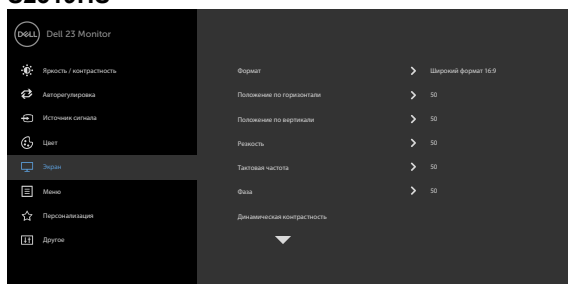 DELL Dell 23 Monitor
Яркость / контрастность
Авторегулировка
Источник сигнала
Цвет
Экран
Меню
Персонализация
Другое
Формат Широкий формат 16:9
Положение по горизонтали 50
Положение по вертикали 50
Резкость 50
Тактовая частота 50
Фаза 50
Динамическая контрастность